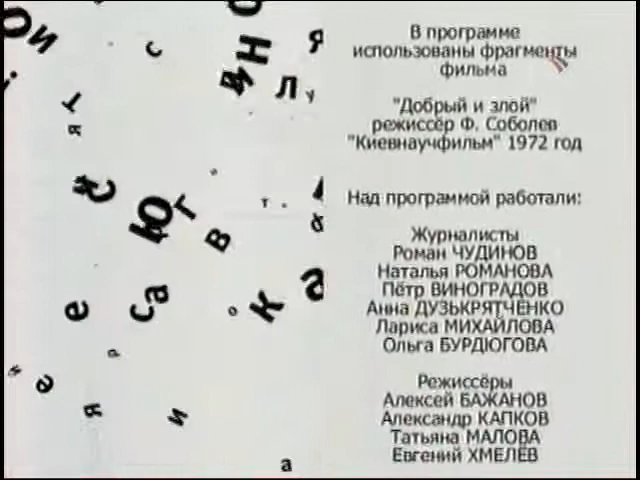 В программе
использованы фрагменты
фильма
"Добрый и злой"
режиссёр Ф. Соболев
"Киевнаучфильм" 1972 год
Над программой работали:
Журналисты
Роман ЧУДИНОВ
Наталья РОМАНОВА
Пётр ВИНОГРАДОВ
Анна ДУЗЬКРЯТЧЕНКО
Лариса МИХАЙЛОВА
Ольга БУРДЮГОВА
Режиссёры
Алексей БАЖАНОВ
Александр КАПКОВ
Татьяна МАЛОВА
Евгений ХМЕЛЁВ